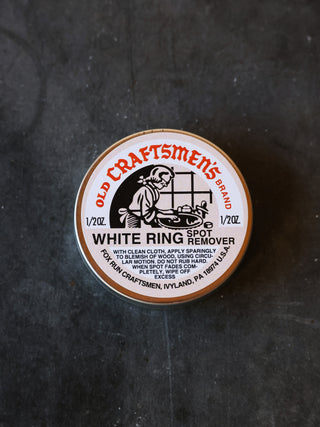 OLD CRAFTSMEN'S BRAND
1/2 OZ. 1/2 OZ.
WHITE RING SPOT REMOVER
WITH CLEAN CLOTH, APPLY SPARINGLY
TO BLEMISH OF WOOD, USING CIRCU-
LAR MOTION. DO NOT RUB HARD.
WHEN SPOT FADES COM-
PLETELY, WIPE OFF
EXCESS
FOX RUN CRAFTSMEN, IVYLAND, PA 18974 U.S.A.